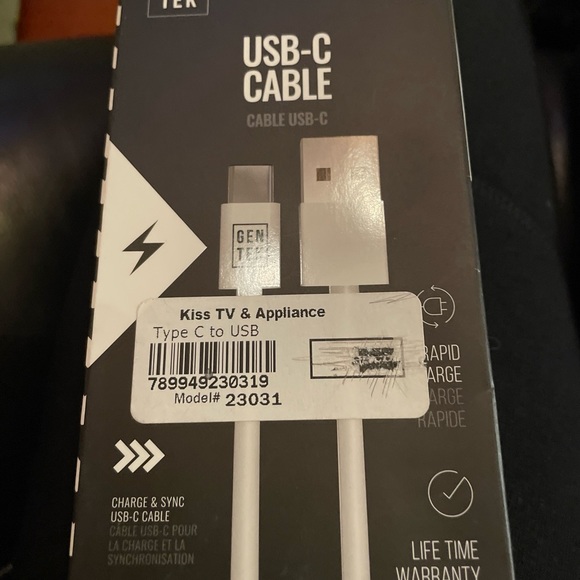 TEK
USB-C
CABLE
CABLE USB-C
GEN
TEK
Kiss TV & Appliance
Type C to USB
789949230319
Model# 23031
RAPID
ARGE
ARGE
RAPIDE
CHARGE & SYNC
USB-C CABLE
CÂBLE USB-C POUR
LA CHARGE ET LA
SYNCHRONISATION
LIFE TIME
WARRANTY